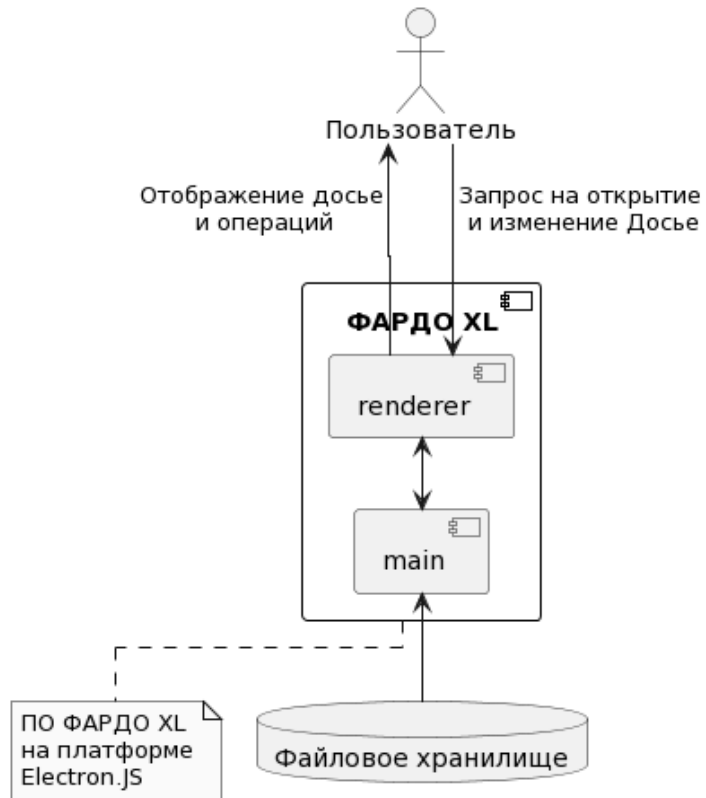 Пользователь
Отображение досье
и операций
Запрос на открытие
и изменение Досье
ФАРДО XL
renderer
main
ПО ФАРДО XL
на платформе
Electron.JS
Файловое хранилище